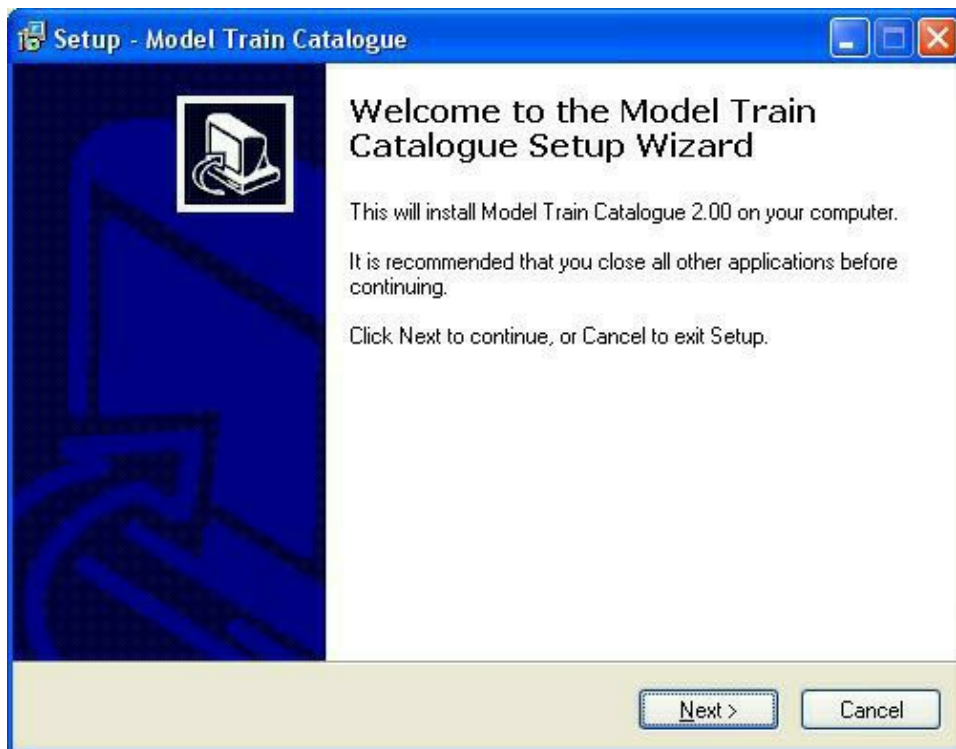 Setup - Model Train Catalogue
Welcome to the Model Train
Catalogue Setup Wizard
This will install Model Train Catalogue 2.00 on your computer.
It is recommended that you close all other applications before
continuing.
Click Next to continue, or Cancel to exit Setup.
Next >
Cancel